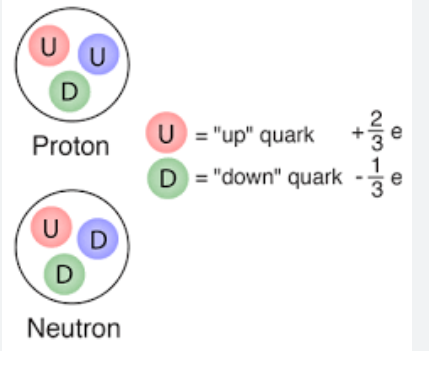 U U
D
Proton
U = "up" quark +2/3 e
D = "down" quark -1/3 e
U D
D
Neutron